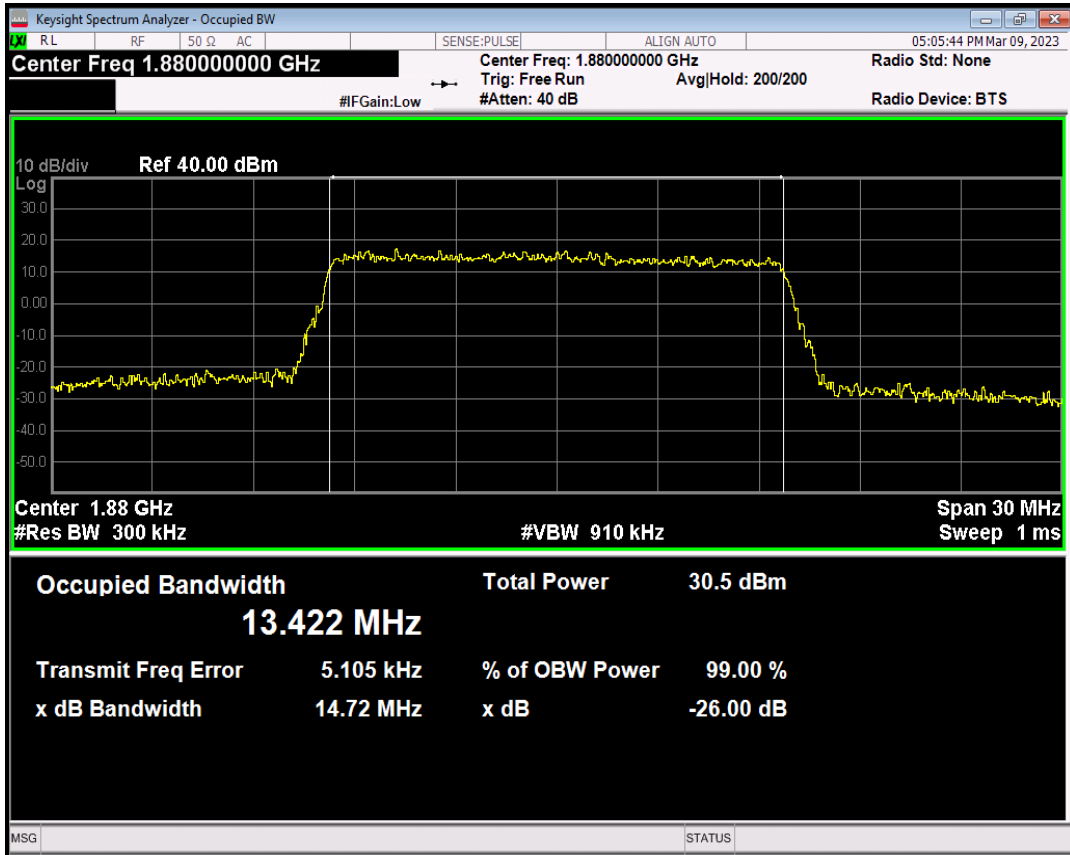 Keysight Spectrum Analyzer - Occupied BW
LXI RL RF 50 Ω AC SENSE:PULSE ALIGN AUTO 05:05:44 PM Mar 09, 2023
Center Freq 1.880000000 GHz Center Freq: 1.880000000 GHz Radio Std: None
Trig: Free Run Avg|Hold: 200/200
#IFGain:Low #Atten: 40 dB Radio Device: BTS
10 dB/div Ref 40.00 dBm
Log
30.0
20.0
10.0
0.00
-10.0
-20.0
-30.0
-40.0
-50.0
Center 1.88 GHz Span 30 MHz
#Res BW 300 kHz #VBW 910 kHz Sweep 1 ms
Occupied Bandwidth Total Power 30.5 dBm
13.422 MHz
Transmit Freq Error 5.105 kHz % of OBW Power 99.00 %
x dB Bandwidth 14.72 MHz x dB -26.00 dB
MSG STATUS